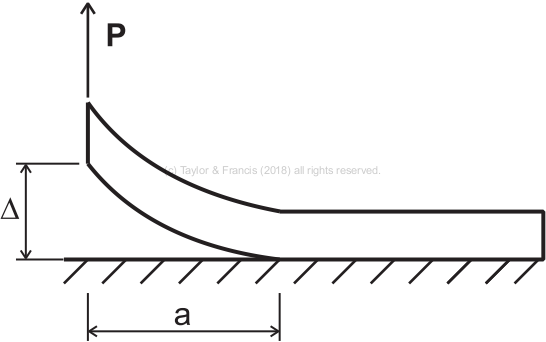 P
c) Taylor & Francis (2018) all rights reserved.
Δ
a